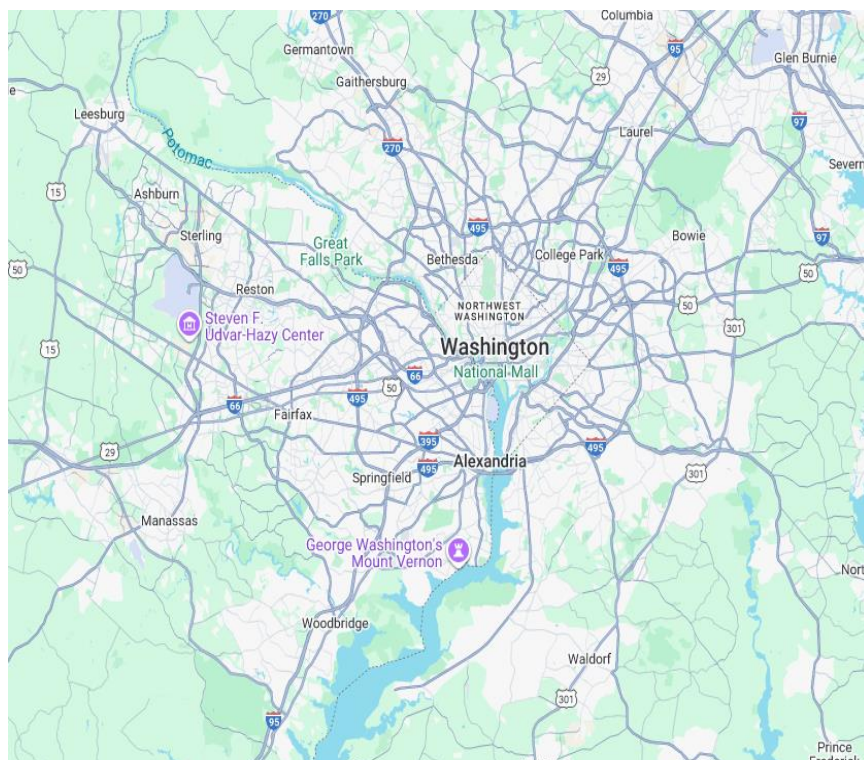 Columbia
270
95
Germantown
Glen Burnie
29
Gaithersburg
e
Leesburg
97
Laurel
270
Potomac
Severn
15
Ashburn
495
Sterling
Bowie
97
Great
Falls Park
Bethesda
College Park
495
50
50
Reston
50
NORTHWEST
WASHINGTON
Steven F.
Udvar-Hazy Center
301
15
Washington
National Mall
66
50
495
66
Fairfax
395
495
29
Alexandria
495
301
Springfield
Manassas
George Washington's
Mount Vernon
Nort
Woodbridge
Waldorf
301
95
Prince
Frederick